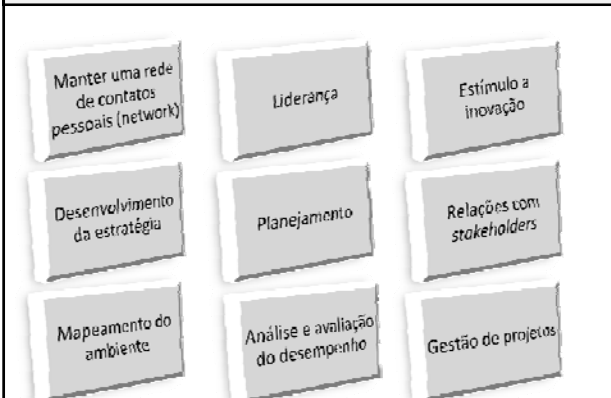 Manter uma rede
de contatos
pessoais (network)
Liderança
Estímulo a
inovação
Desenvolvimento
da estratégia
Planejamento
Relações com
stakeholders
Mapeamento do
ambiente
Análise e avaliação
do desempenho
Gestão de projetos